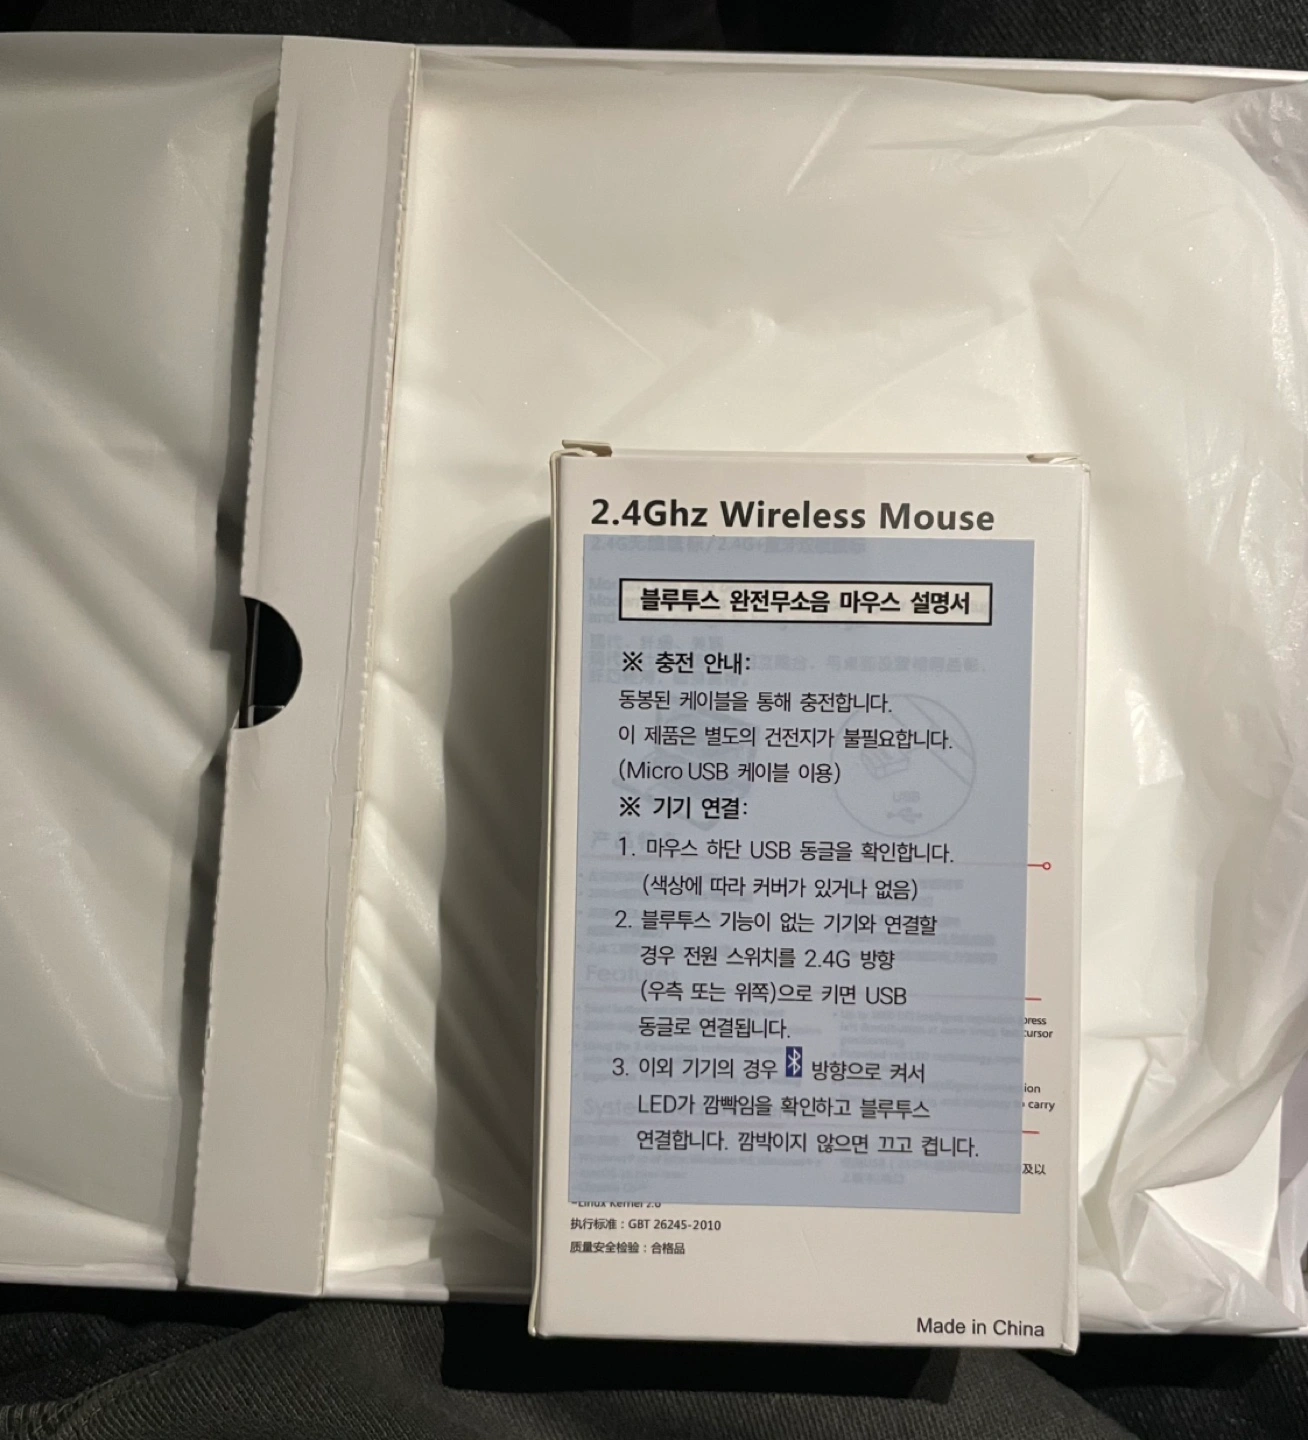 2.4Ghz Wireless Mouse
블루투스 완전무소음 마우스 설명서
※ 충전 안내:
동봉된 케이블을 통해 충전합니다.
이 제품은 별도의 건전지가 불필요합니다.
(Micro USB 케이블 이용)
※ 기기 연결:
1. 마우스 하단 USB 동글을 확인합니다.
(색상에 따라 커버가 있거나 없음)
2. 블루투스 기능이 없는 기기와 연결할
경우 전원 스위치를 2.4G 방향
(우측 또는 위쪽)으로 키면 USB
동글로 연결됩니다.
3. 이외 기기의 경우 방향으로 켜서
LED가 깜빡임을 확인하고 블루투스
연결합니다. 깜박이지 않으면 끄고 켭니다.
ion
carry
及以
-Linux Kernel 2.6
执行标准：GBT 26245-2010
质量安全检验：合格品
Made in China